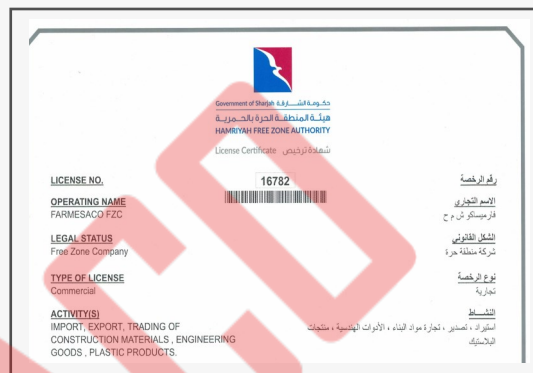 Government of Sharjah حكومة الشارقة
هيئة المنطقة الحرة بالحمرية
HAMRIYAH FREE ZONE AUTHORITY
License Certificate شهادة ترخيص
LICENSE NO. 16782 رقم الرخصة
OPERATING NAME الاسم التجاري
FARMESACO FZC فارميساكو ش م ح
LEGAL STATUS الشكل القانوني
Free Zone Company شركة منطقة حرة
TYPE OF LICENSE نوع الرخصة
Commercial تجارية
ACTIVITY(S) النشاط
IMPORT, EXPORT, TRADING OF استيراد ، تصدير ، تجارة مواد البناء ، الأدوات الهندسية ، منتجات
CONSTRUCTION MATERIALS , ENGINEERING البلاستيك
GOODS , PLASTIC PRODUCTS.